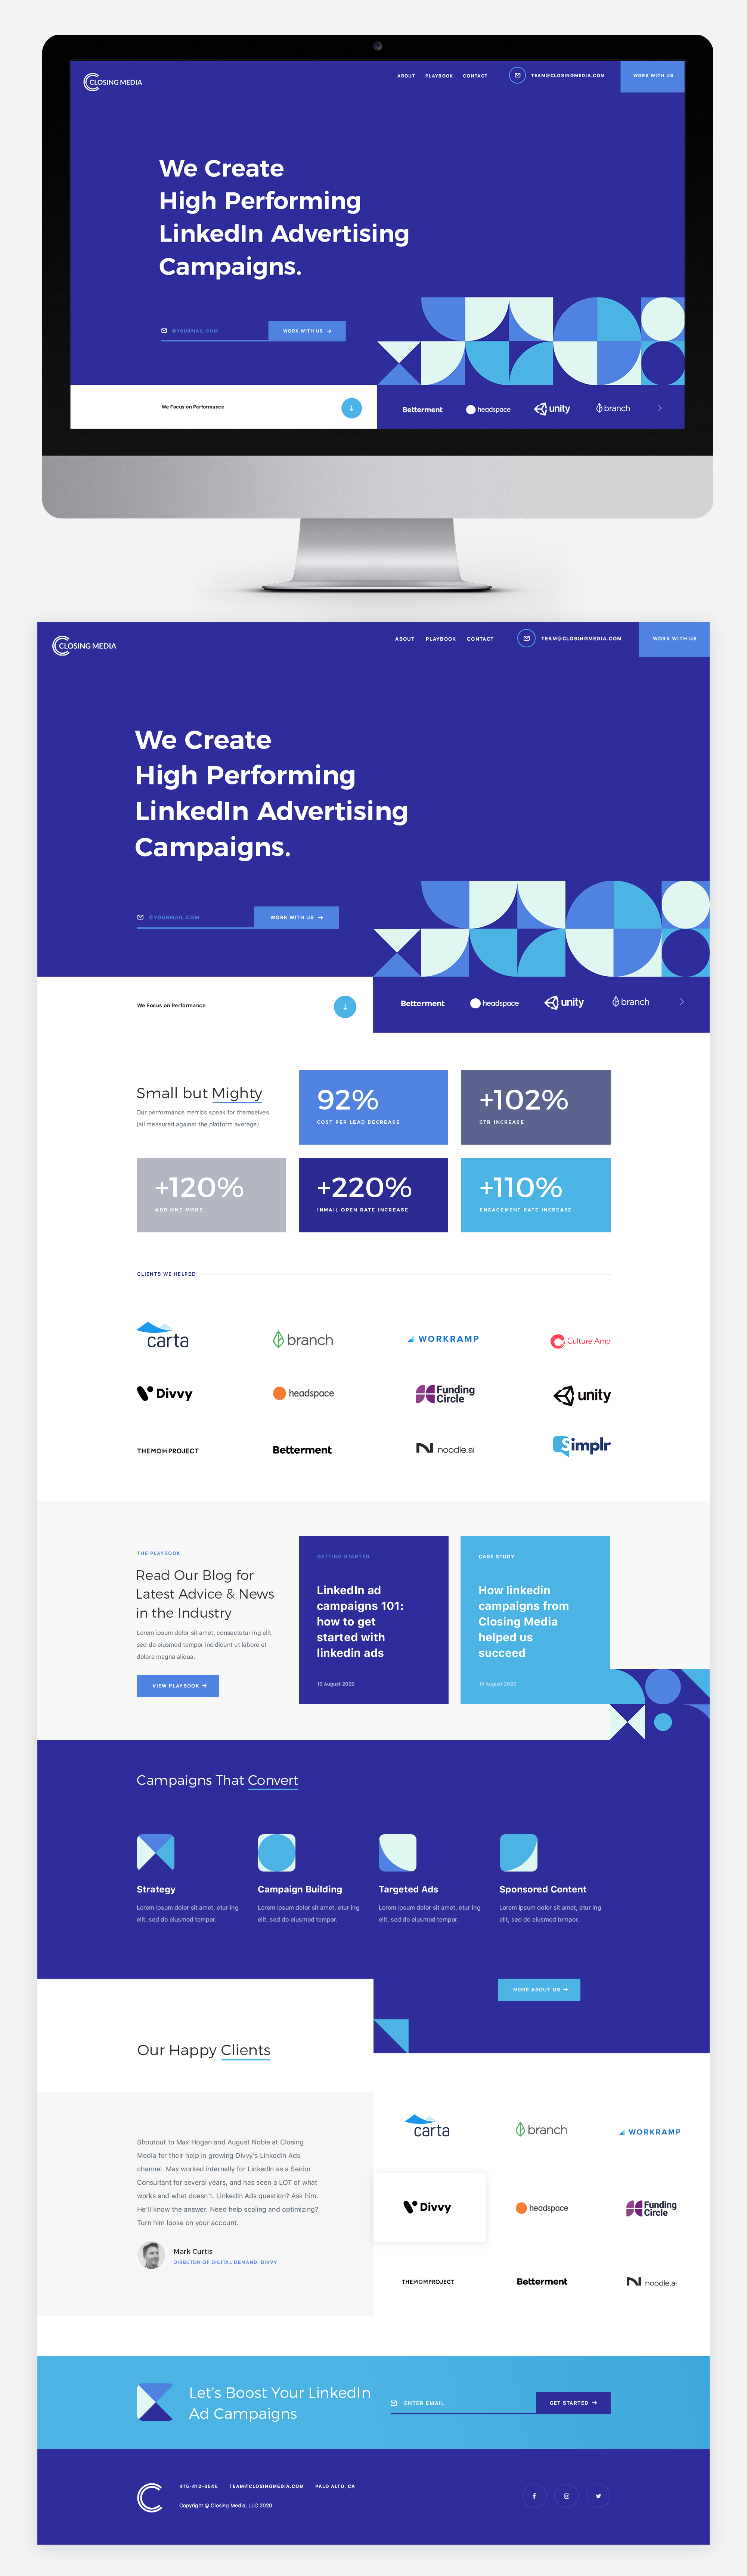 CLOSING MEDIA
ABOUT PLAYBOOK CONTACT
TEAM@CLOSINGMEDIA.COM
WORK WITH US
We Create
High Performing
LinkedIn Advertising
Campaigns.
@YOURMAIL.COM
WORK WITH US →
We Focus on Performance
Betterment headspace unity branch
CLOSING MEDIA
ABOUT PLAYBOOK CONTACT
TEAM@CLOSINGMEDIA.COM
WORK WITH US
We Create
High Performing
LinkedIn Advertising
Campaigns.
@YOURMAIL.COM
WORK WITH US →
We Focus on Performance
Betterment headspace unity branch
Small but Mighty
Our performance metrics speak for themselves.
(all measured against the platform average)
92%
COST PER LEAD DECREASE
+102%
CTR INCREASE
+120%
ADD ONE MORE
+220%
INMAIL OPEN RATE INCREASE
+110%
ENGAGEMENT RATE INCREASE
CLIENTS WE HELPED
carta branch WORKRAMP Culture Amp
Divvy headspace Funding Circle unity
THEMOMPROJECT Betterment noodle.ai Simplr
THE PLAYBOOK
Read Our Blog for
Latest Advice & News
in the Industry
Lorem ipsum dolor sit amet, consectetur ing elit,
sed do eiusmod tempor incididunt ut labore et
dolore magna aliqua.
VIEW PLAYBOOK →
GETTING STARTED
LinkedIn ad
campaigns 101:
how to get
started with
linkedin ads
10 August 2020
CASE STUDY
How linkedin
campaigns from
Closing Media
helped us
succeed
10 August 2020
Campaigns That Convert
Strategy
Lorem ipsum dolor sit amet, etur ing
elit, sed do eiusmod tempor.
Campaign Building
Lorem ipsum dolor sit amet, etur ing
elit, sed do eiusmod tempor.
Targeted Ads
Lorem ipsum dolor sit amet, etur ing
elit, sed do eiusmod tempor.
Sponsored Content
Lorem ipsum dolor sit amet, etur ing
elit, sed do eiusmod tempor.
MORE ABOUT US →
Our Happy Clients
Shoutout to Max Hogan and August Noble at Closing
Media for their help in growing Divvy's LinkedIn Ads
channel. Max worked internally for LinkedIn as a Senior
Consultant for several years, and has seen a LOT of what
works and what doesn't. LinkedIn Ads question? Ask him.
He'll know the answer. Need help scaling and optimizing?
Turn him loose on your account.
Mark Curtis
DIRECTOR OF DIGITAL DEMAND, DIVVY
carta branch WORKRAMP
Divvy headspace Funding Circle
THEMOMPROJECT Betterment noodle.ai
Let's Boost Your LinkedIn
Ad Campaigns
ENTER EMAIL
GET STARTED →
415-412-6545 TEAM@CLOSINGMEDIA.COM PALO ALTO, CA
Copyright © Closing Media, LLC 2020